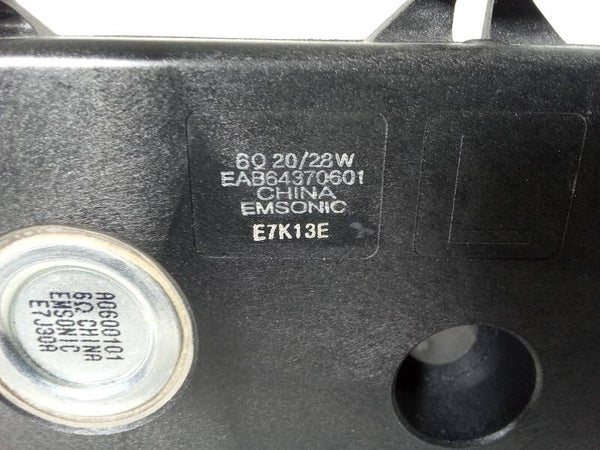 6Ω 20/28W
EAB64370601
CHINA
EMSONIC
E7K13E
A0600101
6Ω CHINA
EMSONIC
E7J30A